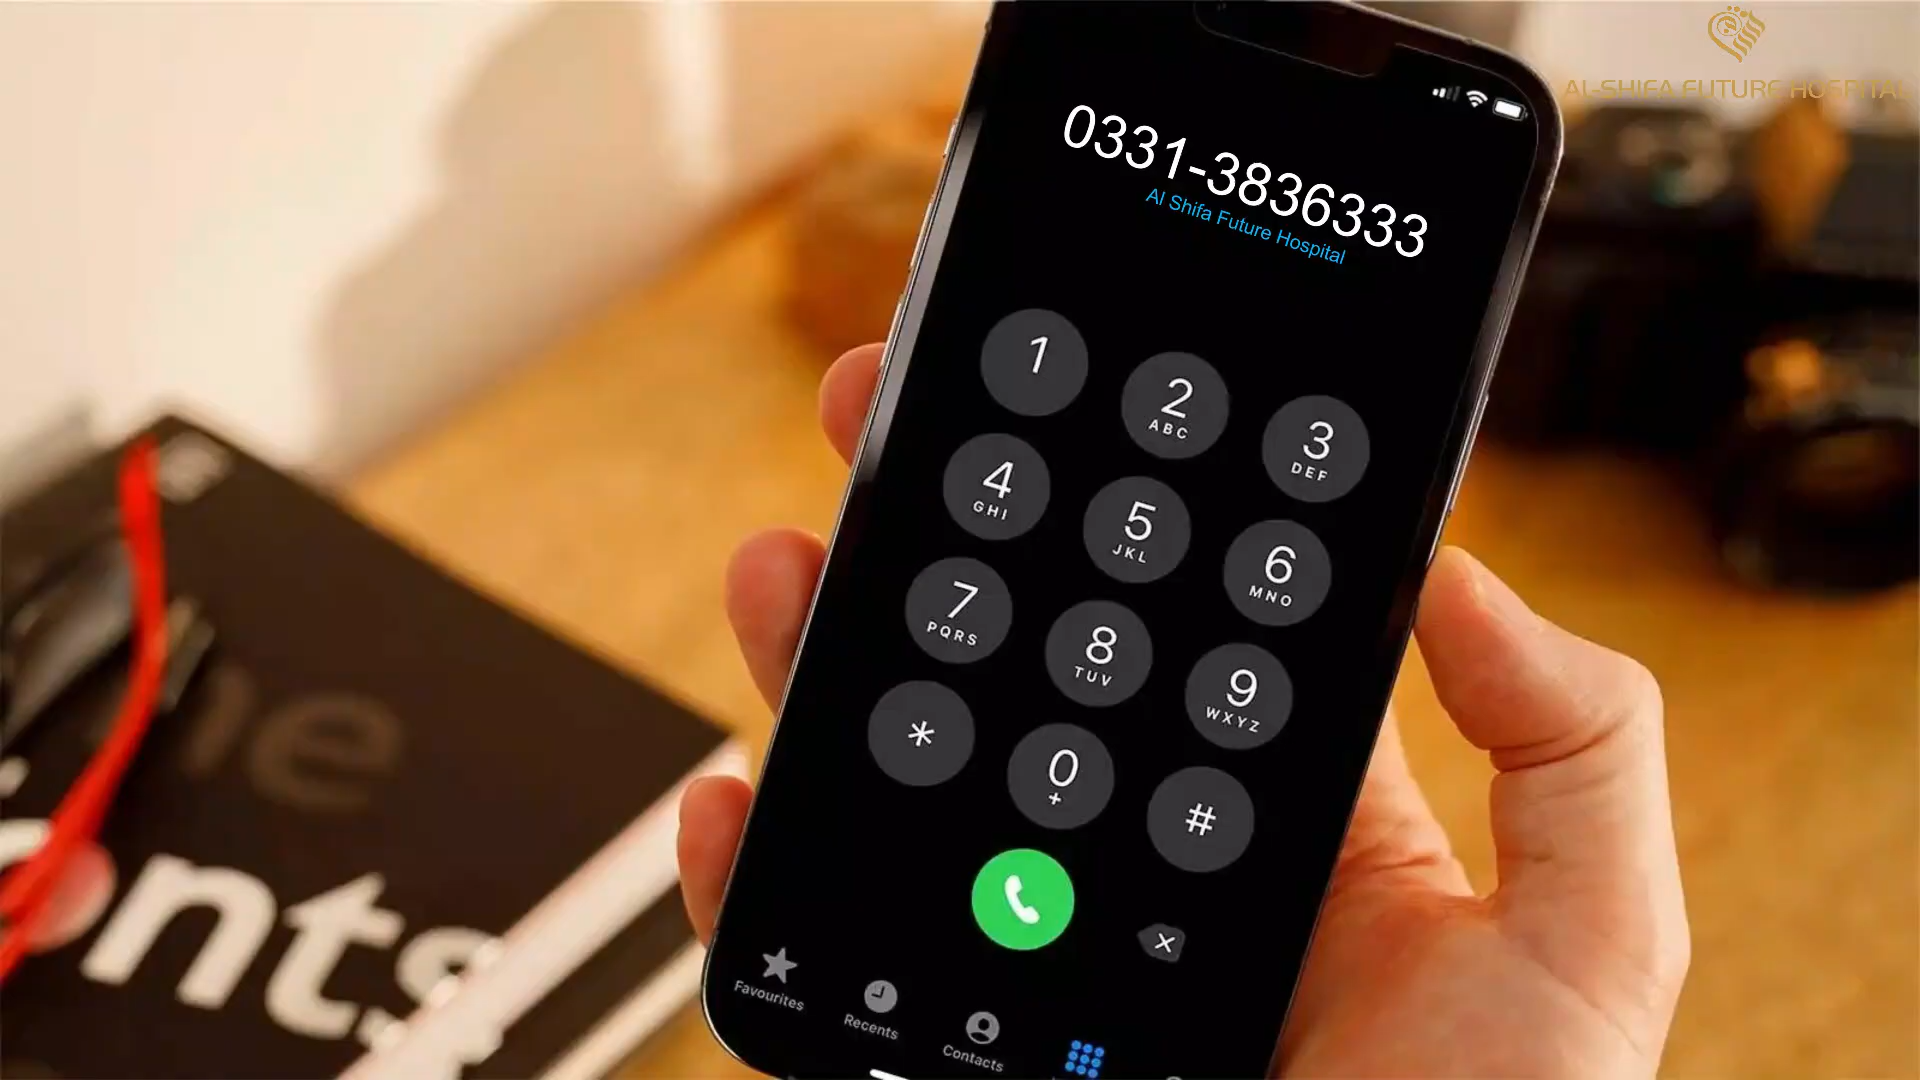 AL-SHIFA FUTURE HOSPITAL
0331-3836333
Al Shifa Future Hospital
1
2
ABC
3
DEF
4
GHI
5
JKL
6
MNO
7
PQRS
8
TUV
9
WXYZ
*
0
+
#
Favourites
Recents
Contacts